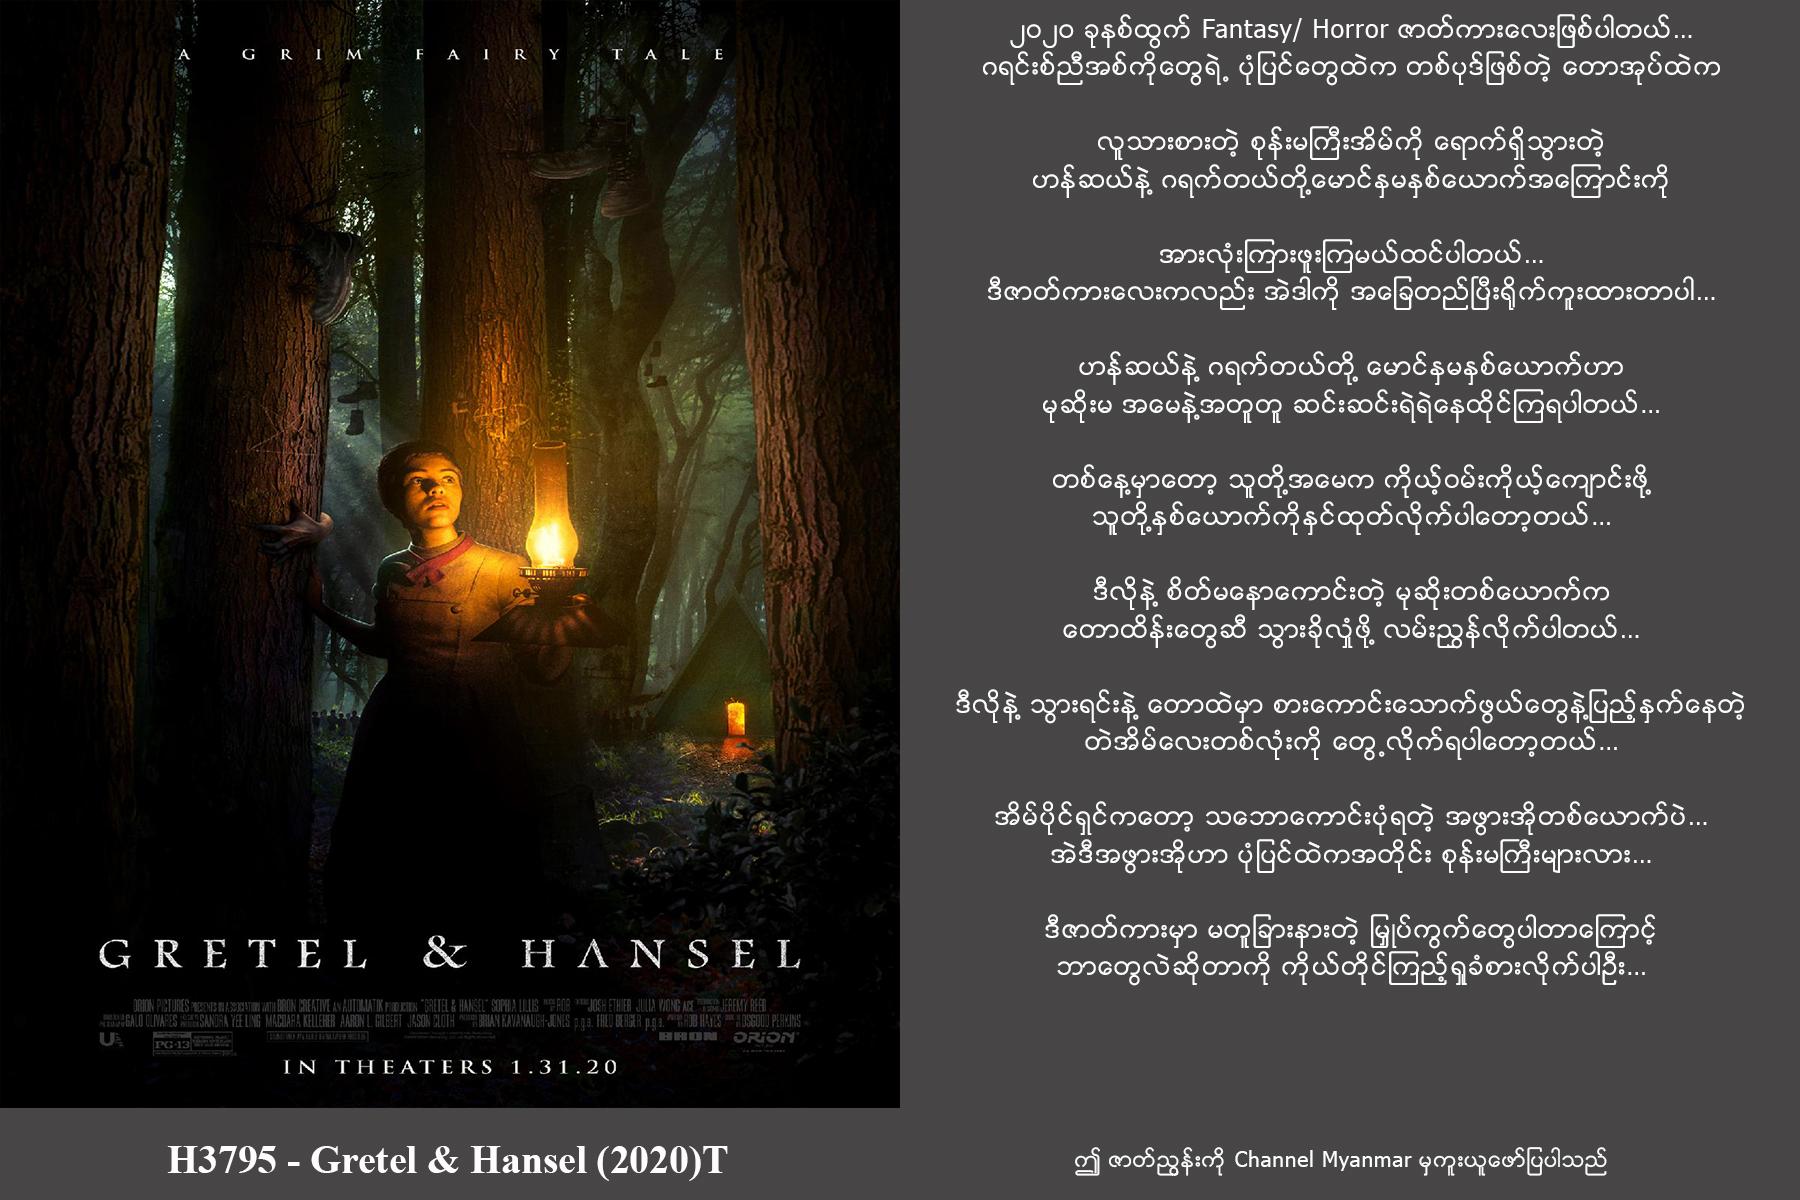 A GRIM FAIRY TALE
GRETEL & HANSEL
IN THEATERS 1.31.20
H3795 - Gretel & Hansel (2020)T
၂၀၂၀ ခုနှစ်ထွက် Fantasy/ Horror ဇာတ်ကားလေးဖြစ်ပါတယ်...
ဂရင်းစ်ညီအစ်ကိုတွေရဲ့ ပုံပြင်တွေထဲက တစ်ပုဒ်ဖြစ်တဲ့ တောအုပ်ထဲက
လူသားစားတဲ့ စုန်းမကြီးအိမ်ကို ရောက်ရှိသွားတဲ့
ဟန်ဆယ်နဲ့ ဂရက်တယ်တို့မောင်နှမနှစ်ယောက်အကြောင်းကို
အားလုံးကြားဖူးကြမယ်ထင်ပါတယ်...
ဒီဇာတ်ကားလေးကလည်း အဲဒါကို အခြေတည်ပြီးရိုက်ကူးထားတာပါ...
ဟန်ဆယ်နဲ့ ဂရက်တယ်တို့ မောင်နှမနှစ်ယောက်ဟာ
မုဆိုးမ အမေနဲ့အတူတူ ဆင်းဆင်းရဲရဲနေထိုင်ကြရပါတယ်...
တစ်နေ့မှာတော့ သူတို့အမေက ကိုယ့်ဝမ်းကိုယ့်ကျောင်းဖို့
သူတို့နှစ်ယောက်ကိုနှင်ထုတ်လိုက်ပါတော့တယ်...
ဒီလိုနဲ့ စိတ်မနောကောင်းတဲ့ မုဆိုးတစ်ယောက်က
တောထိန်းတွေဆီ သွားခိုလှုံဖို့ လမ်းညွှန်လိုက်ပါတယ်...
ဒီလိုနဲ့ သွားရင်းနဲ့ တောထဲမှာ စားကောင်းသောက်ဖွယ်တွေနဲ့ပြည့်နှက်နေတဲ့
တဲအိမ်လေးတစ်လုံးကို တွေ့လိုက်ရပါတော့တယ်...
အိမ်ပိုင်ရှင်ကတော့ သဘောကောင်းပုံရတဲ့ အဖွားအိုတစ်ယောက်ပဲ...
အဲဒီအဖွားအိုဟာ ပုံပြင်ထဲကအတိုင်း စုန်းမကြီးများလား...
ဒီဇာတ်ကားမှာ မတူခြားနားတဲ့ မြှုပ်ကွက်တွေပါတာကြောင့်
ဘာတွေလဲဆိုတာကို ကိုယ်တိုင်ကြည့်ရှုခံစားလိုက်ပါဦး...
ဤ ဇာတ်ညွှန်းကို Channel Myanmar မှကူးယူဖော်ပြပါသည်